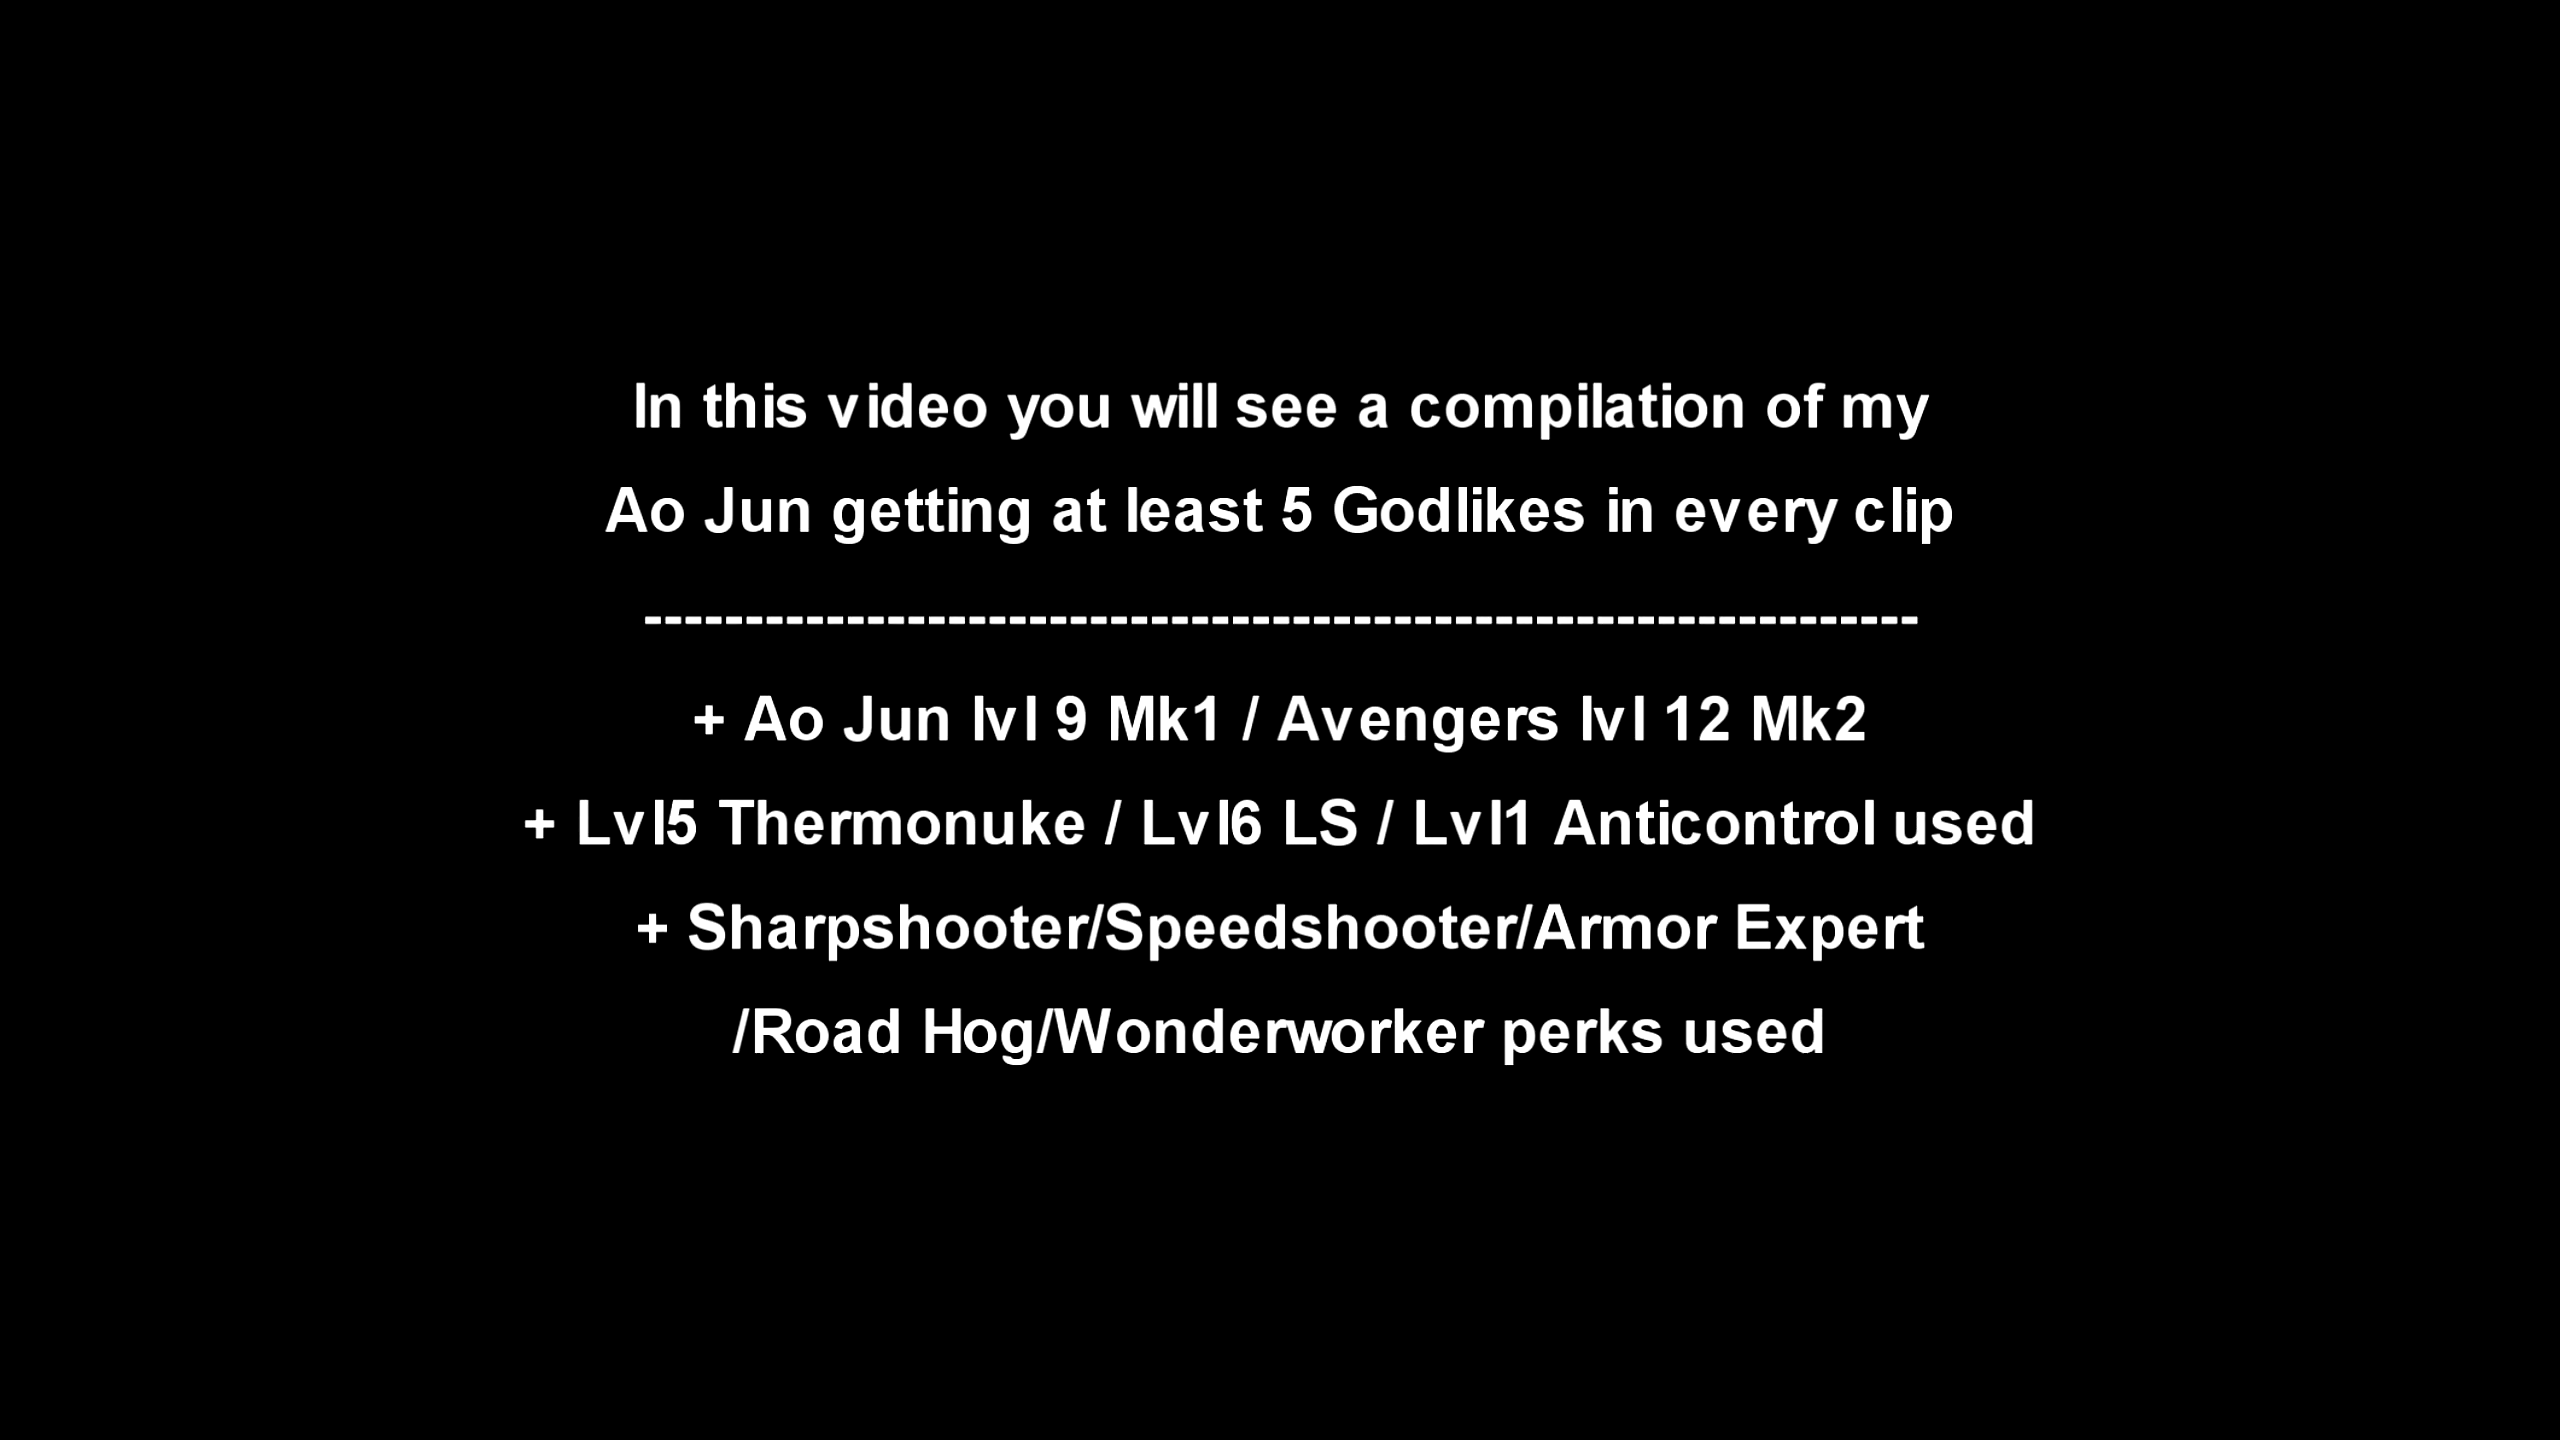 In this video you will see a compilation of my
Ao Jun getting at least 5 Godlikes in every clip
---------------------------------------------------------------
+ Ao Jun lvl 9 Mk1 / Avengers lvl 12 Mk2
+ Lvl5 Thermonuke / Lvl6 LS / Lvl1 Anticontrol used
+ Sharpshooter/Speedshooter/Armor Expert
/Road Hog/Wonderworker perks used